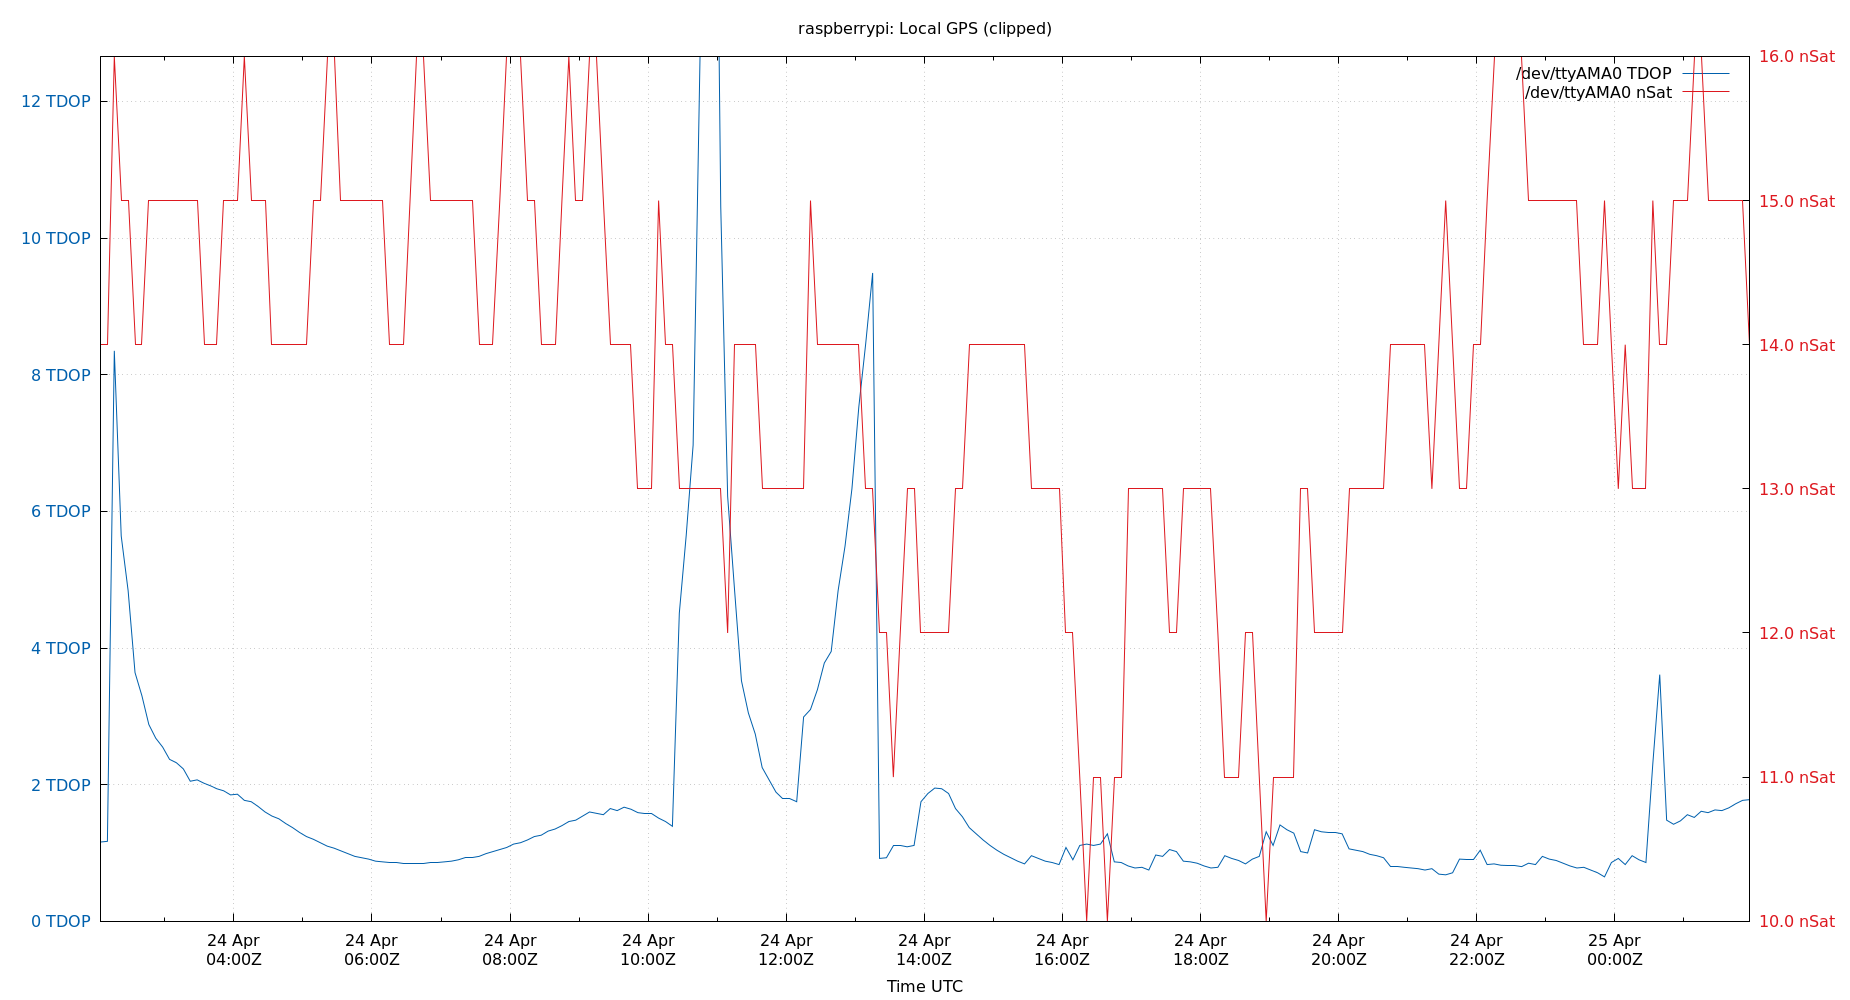 raspberrypi: Local GPS (clipped)
16.0 nSat
/dev/ttyAMA0 TDOP
/dev/ttyAMA0 nSat
12 TDOP
15.0 nSat
10 TDOP
14.0 nSat
8 TDOP
13.0 nSat
6 TDOP
12.0 nSat
4 TDOP
11.0 nSat
2 TDOP
0 TDOP
10.0 nSat
24 Apr 24 Apr 24 Apr 24 Apr 24 Apr 24 Apr 24 Apr 24 Apr 24 Apr 24 Apr 25 Apr
04:00Z 06:00Z 08:00Z 10:00Z 12:00Z 14:00Z 16:00Z 18:00Z 20:00Z 22:00Z 00:00Z
Time UTC